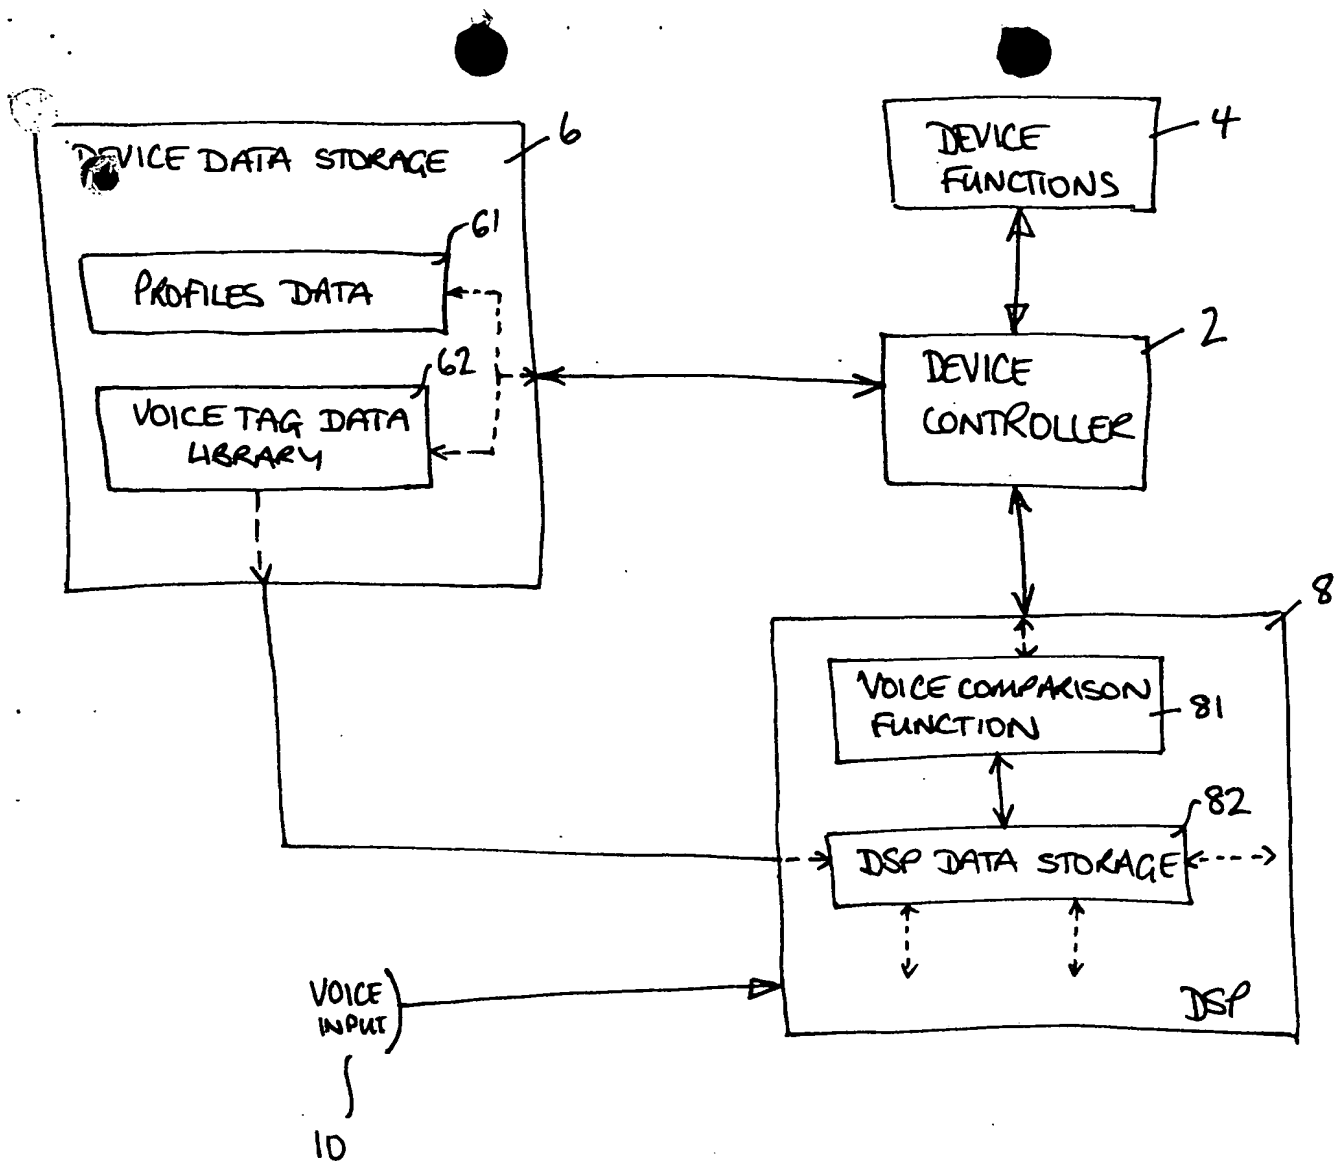 6
DEVICE DATA STORAGE
61
PROFILES DATA
62
VOICE TAG DATA
LIBRARY
4
DEVICE
FUNCTIONS
2
DEVICE
CONTROLLER
8
VOICE COMPARISON
FUNCTION
81
82
DSP DATA STORAGE
DSP
VOICE
INPUT
10